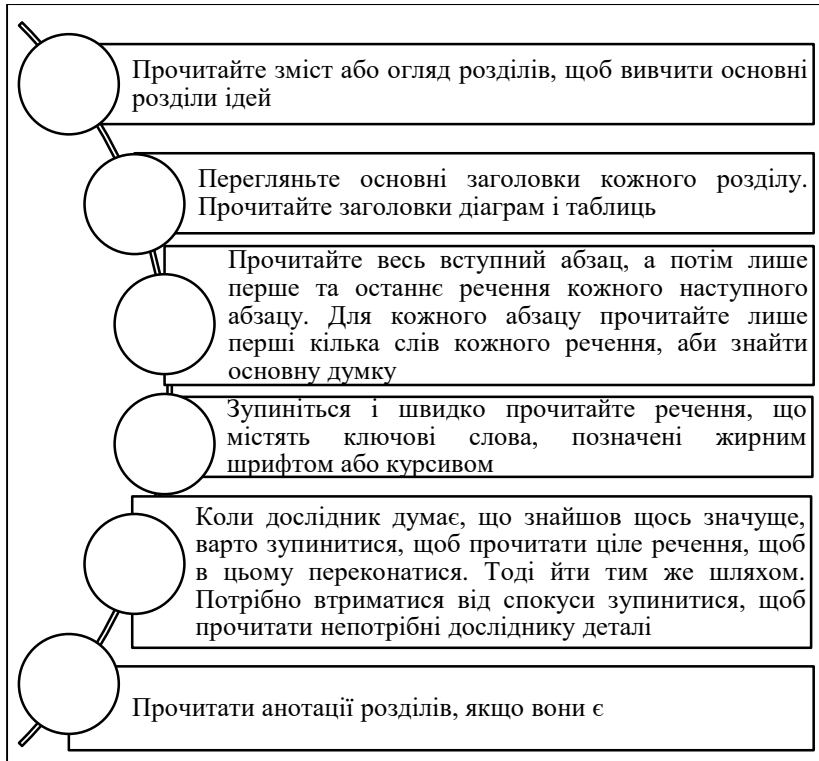 Прочитайте зміст або огляд розділів, щоб вивчити основні
розділи ідей
Перегляньте основні заголовки кожного розділу.
Прочитайте заголовки діаграм і таблиць
Прочитайте весь вступний абзац, а потім лише
перше та останнє речення кожного наступного
абзацу. Для кожного абзацу прочитайте лише
перші кілька слів кожного речення, аби знайти
основну думку
Зупиніться і швидко прочитайте речення, що
містять ключові слова, позначені жирним
шрифтом або курсивом
Коли дослідник думає, що знайшов щось значуще,
варто зупинитися, щоб прочитати ціле речення, щоб
в цьому переконатися. Тоді йти тим же шляхом.
Потрібно втриматися від спокуси зупинитися, щоб
прочитати непотрібні досліднику деталі
Прочитати анотації розділів, якщо вони є